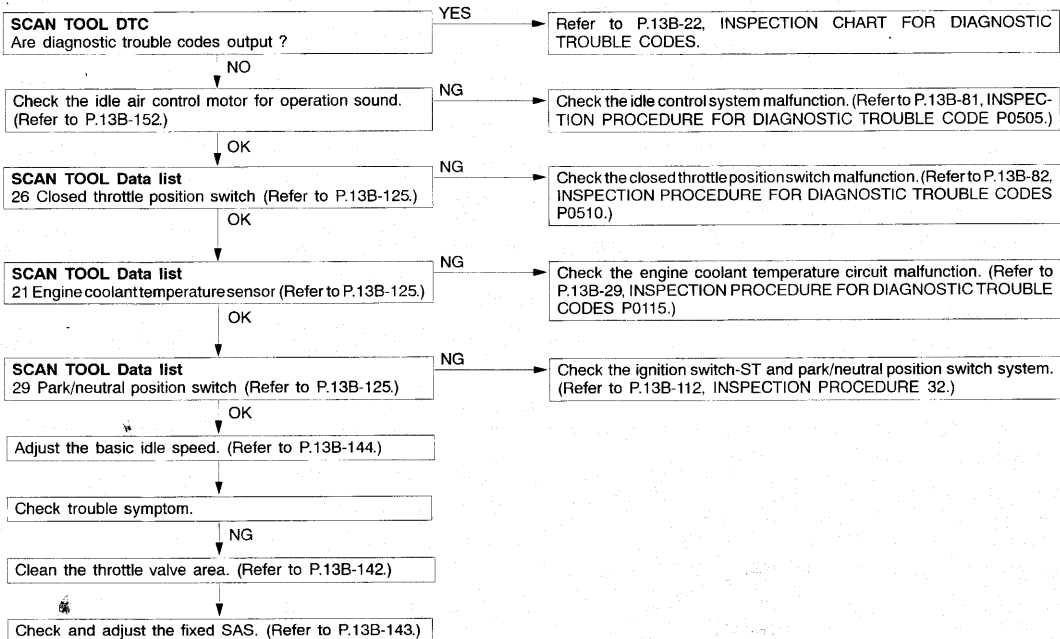 SCAN TOOL DTC
Are diagnostic trouble codes output ?
YES
Refer to P.13B-22, INSPECTION CHART FOR DIAGNOSTIC
TROUBLE CODES.
NO
Check the idle air control motor for operation sound.
(Refer to P.13B-152.)
NG
Check the idle control system malfunction. (Refer to P.13B-81, INSPEC-
TION PROCEDURE FOR DIAGNOSTIC TROUBLE CODE P0505.)
OK
SCAN TOOL Data list
26 Closed throttle position switch (Refer to P.13B-125.)
NG
Check the closed throttle position switch malfunction. (Refer to P.13B-82,
INSPECTION PROCEDURE FOR DIAGNOSTIC TROUBLE CODES
P0510.)
OK
SCAN TOOL Data list
21 Engine coolant temperature sensor (Refer to P.13B-125.)
NG
Check the engine coolant temperature circuit malfunction. (Refer to
P.13B-29, INSPECTION PROCEDURE FOR DIAGNOSTIC TROUBLE
CODES P0115.)
OK
SCAN TOOL Data list
29 Park/neutral position switch (Refer to P.13B-125.)
NG
Check the ignition switch-ST and park/neutral position switch system.
(Refer to P.13B-112, INSPECTION PROCEDURE 32.)
OK
Adjust the basic idle speed. (Refer to P.13B-144.)
Check trouble symptom.
NG
Clean the throttle valve area. (Refer to P.13B-142.)
Check and adjust the fixed SAS. (Refer to P.13B-143.)